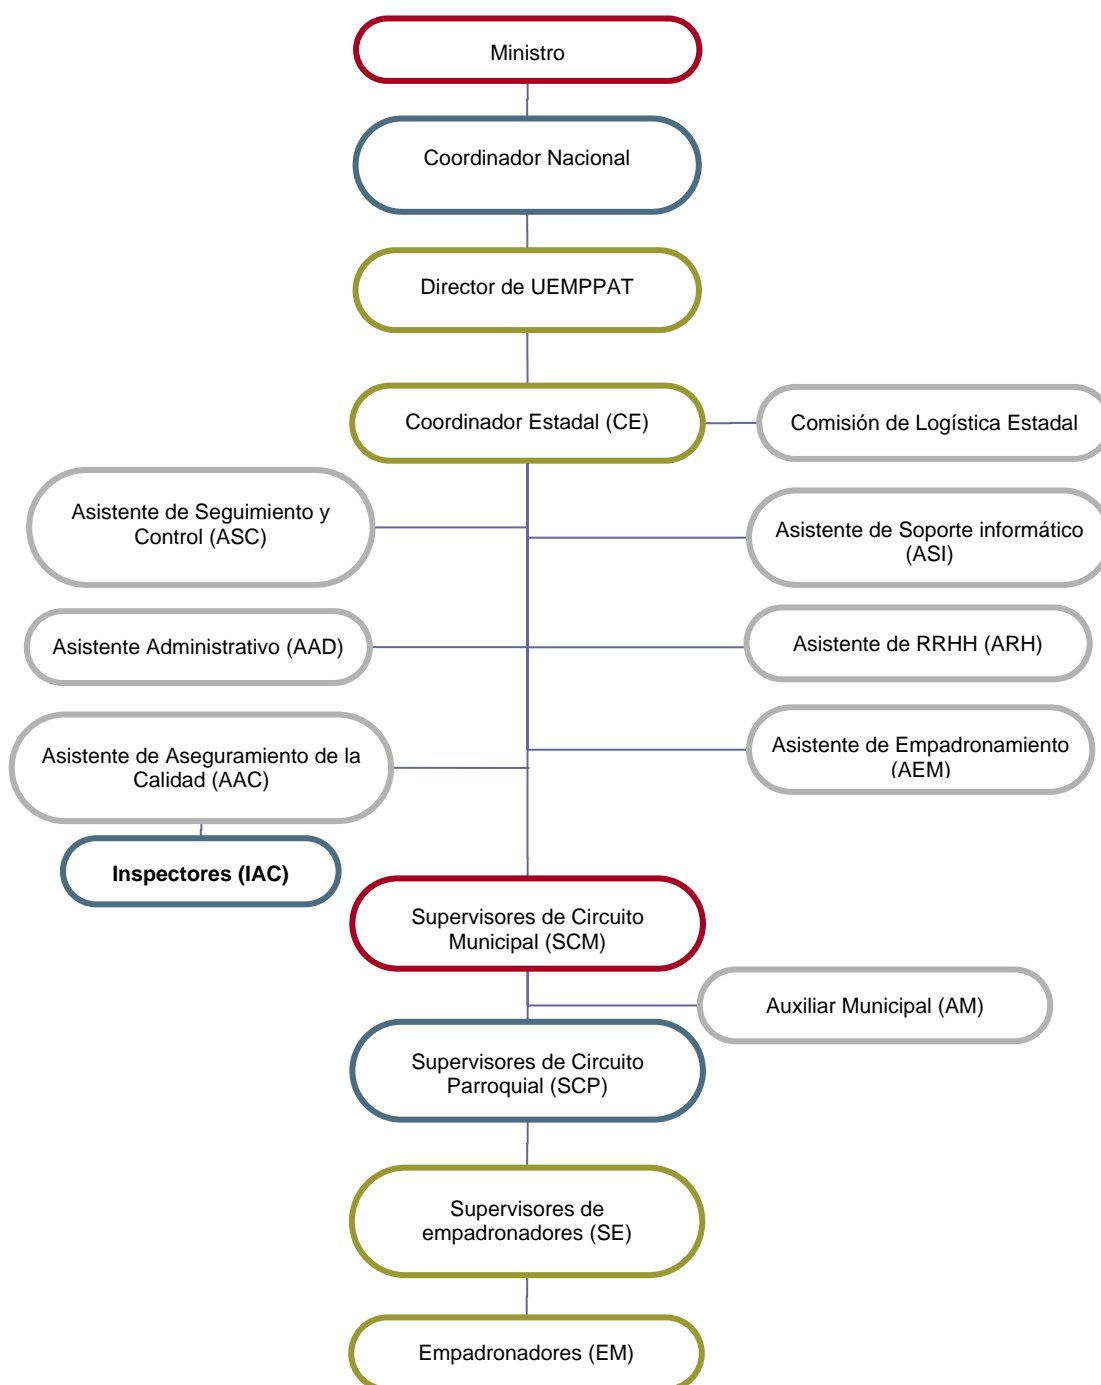 Ministro
Coordinador Nacional
Director de UEMPPAT
Coordinador Estadal (CE)
Comisión de Logística Estadal
Asistente de Seguimiento y
Control (ASC)
Asistente de Soporte informático
(ASI)
Asistente Administrativo (AAD)
Asistente de RRHH (ARH)
Asistente de Aseguramiento de la
Calidad (AAC)
Asistente de Empadronamiento
(AEM)
Inspectores (IAC)
Supervisores de Circuito
Municipal (SCM)
Auxiliar Municipal (AM)
Supervisores de Circuito
Parroquial (SCP)
Supervisores de
empadronadores (SE)
Empadronadores (EM)